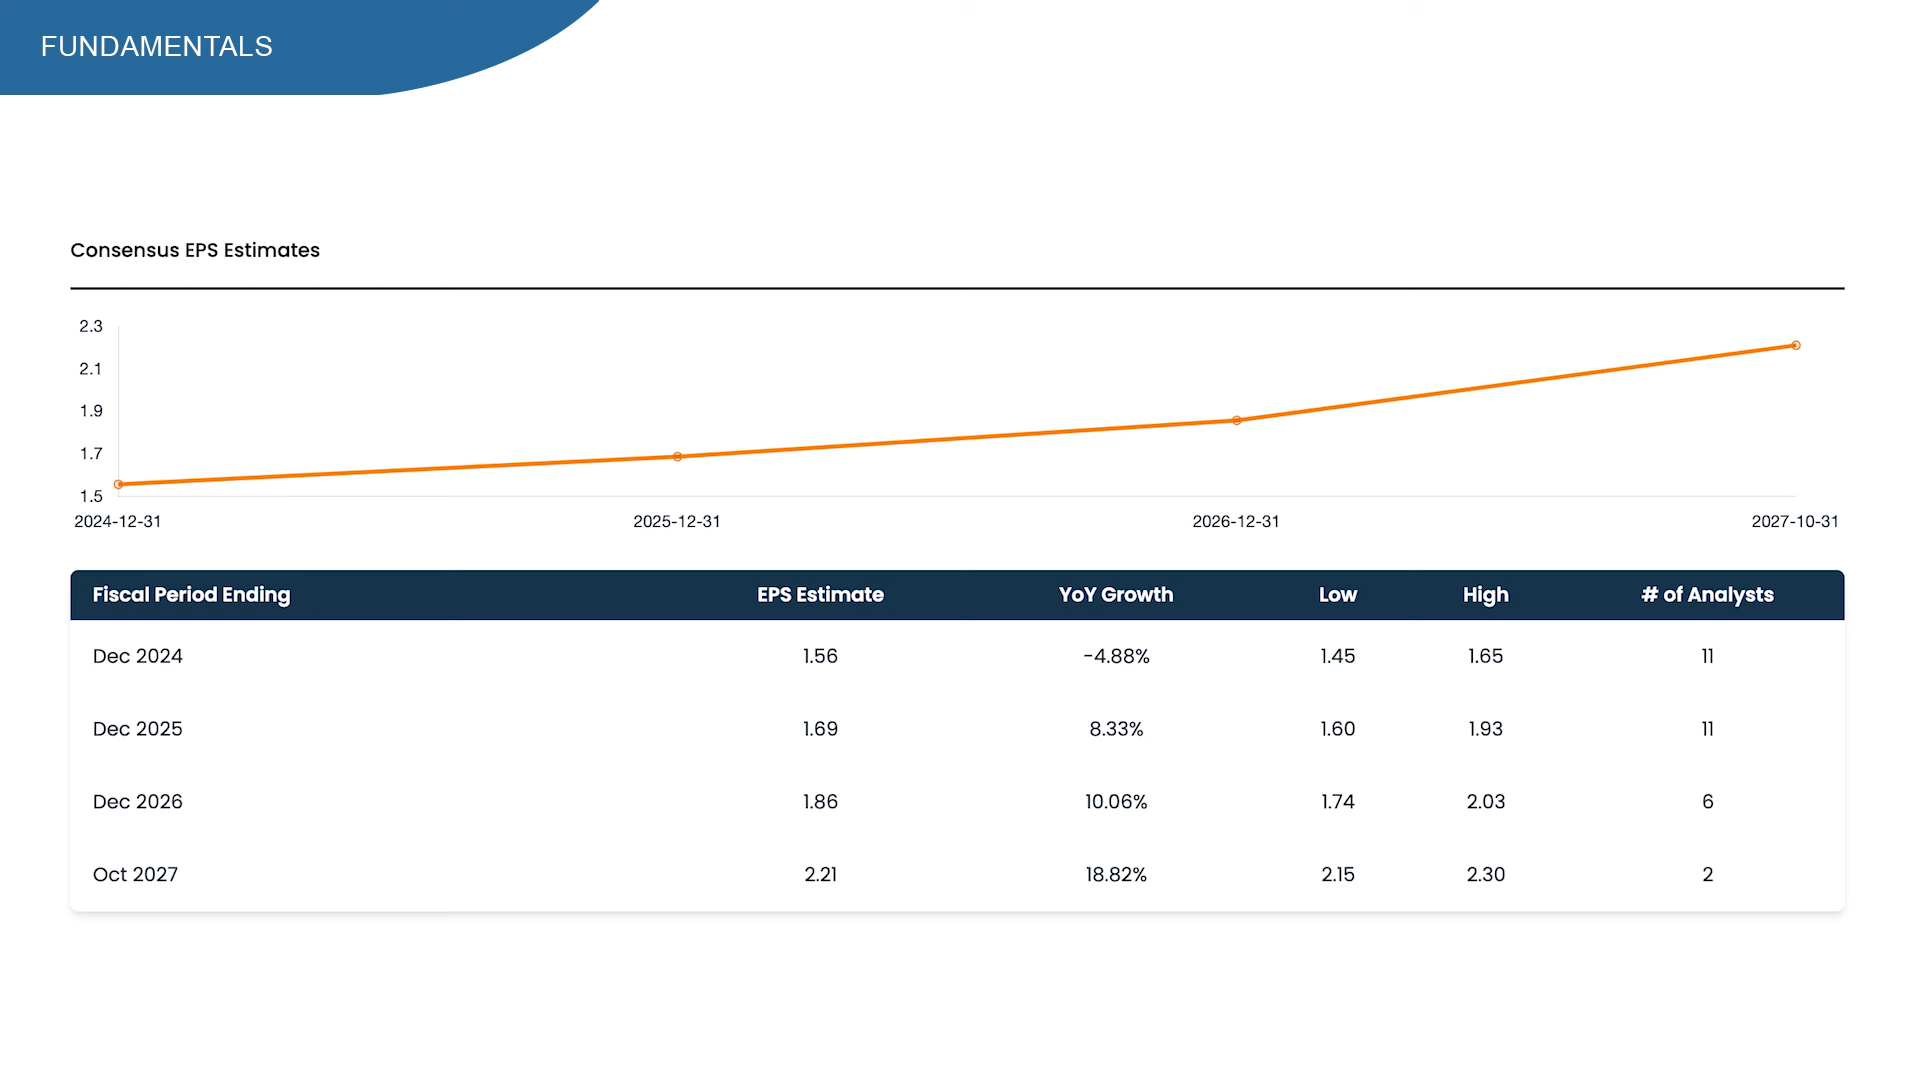 FUNDAMENTALS
Consensus EPS Estimates
2.3
2.1
1.9
1.7
1.5
2024-12-31 2025-12-31 2026-12-31 2027-10-31
Fiscal Period Ending EPS Estimate YoY Growth Low High # of Analysts
Dec 2024 1.56 -4.88% 1.45 1.65 11
Dec 2025 1.69 8.33% 1.60 1.93 11
Dec 2026 1.86 10.06% 1.74 2.03 6
Oct 2027 2.21 18.82% 2.15 2.30 2